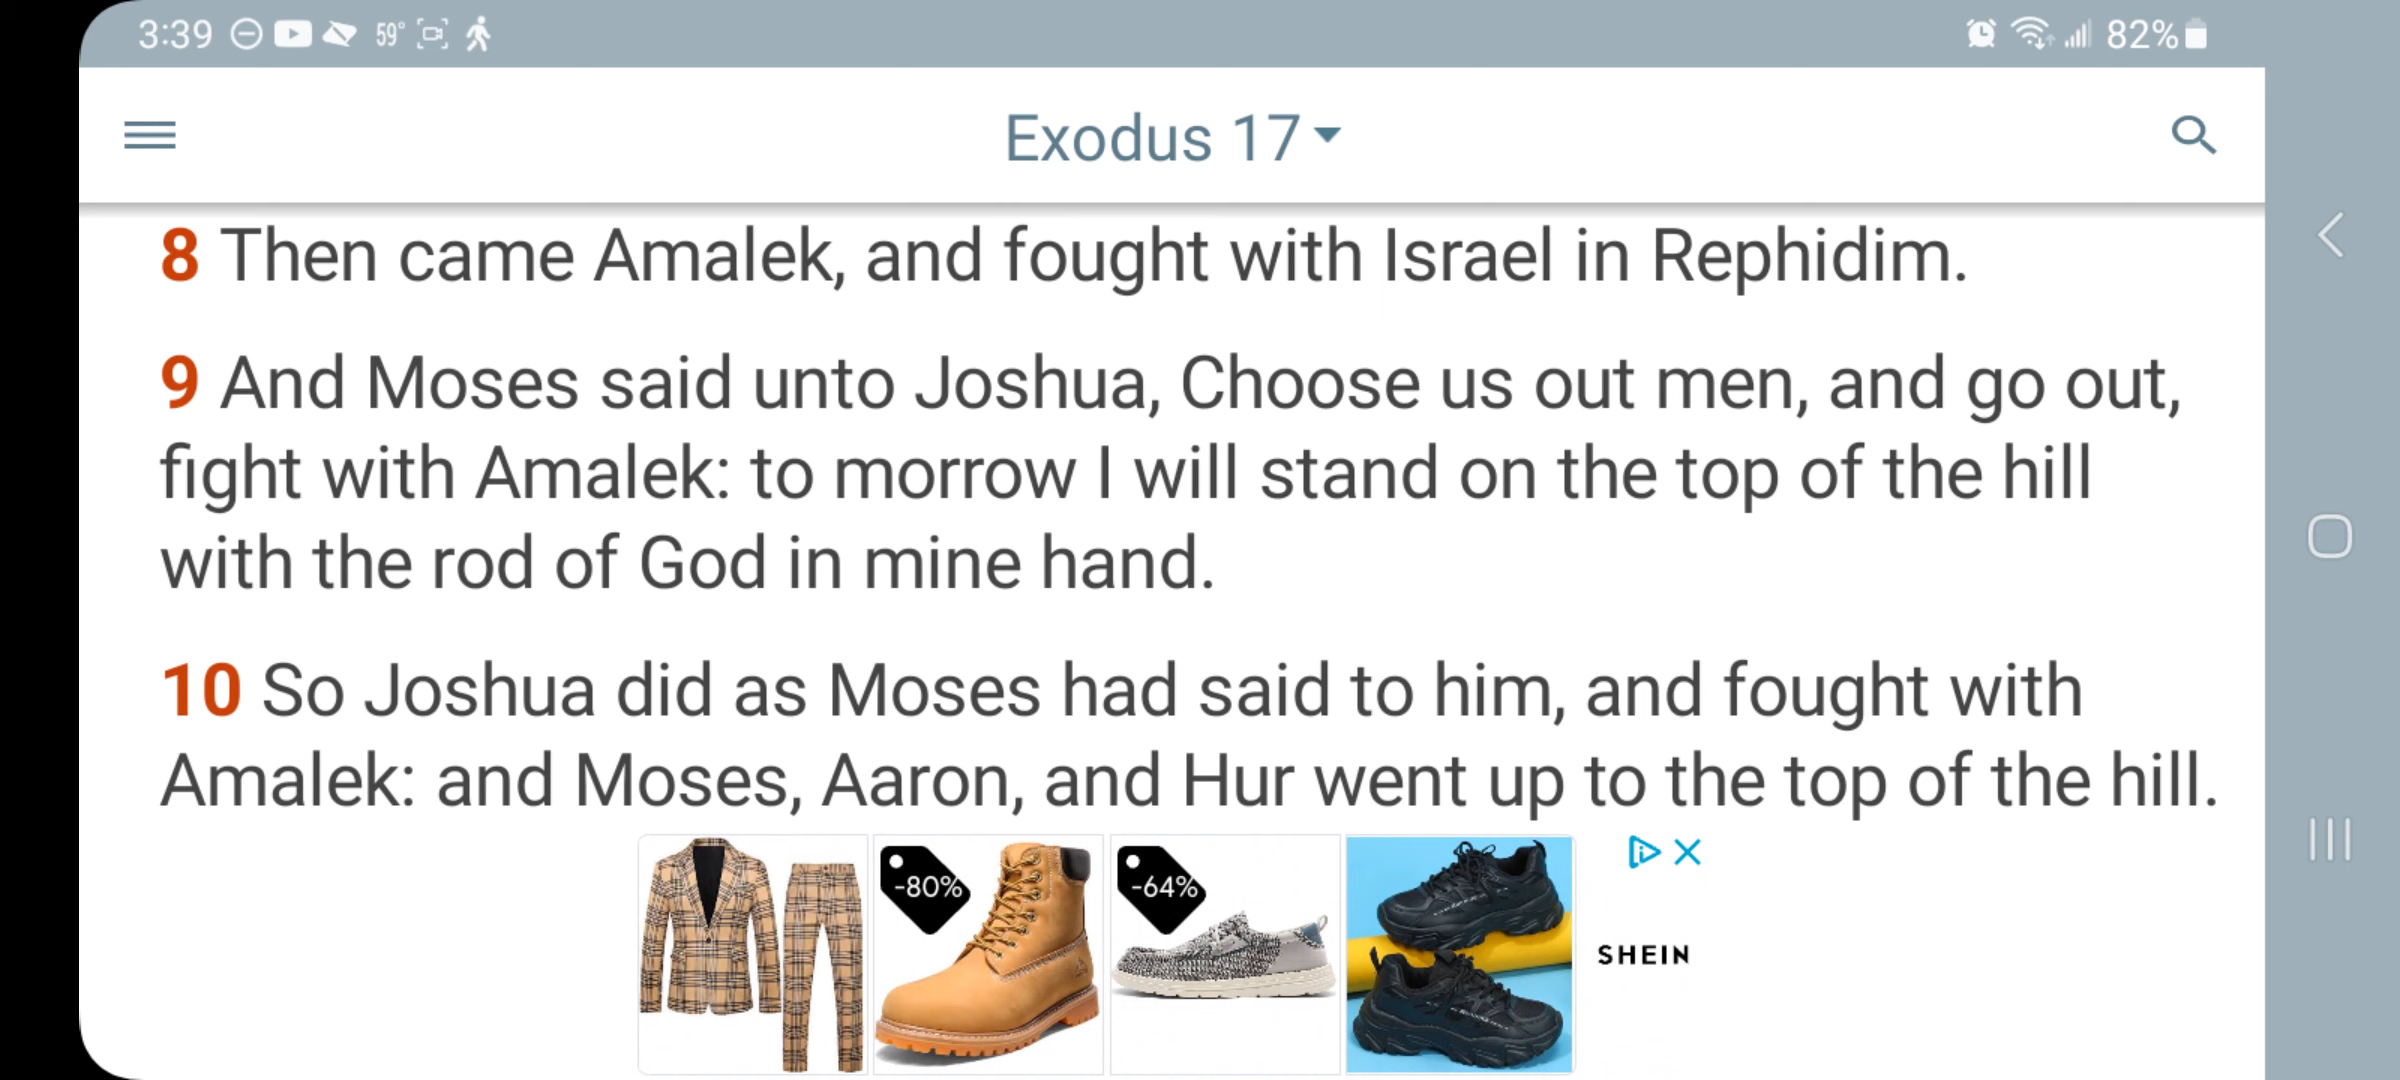 3:39 59°
82%
Exodus 17
8 Then came Amalek, and fought with Israel in Rephidim.
9 And Moses said unto Joshua, Choose us out men, and go out,
fight with Amalek: to morrow I will stand on the top of the hill
with the rod of God in mine hand.
10 So Joshua did as Moses had said to him, and fought with
Amalek: and Moses, Aaron, and Hur went up to the top of the hill.
-80%
-64%
SHEIN